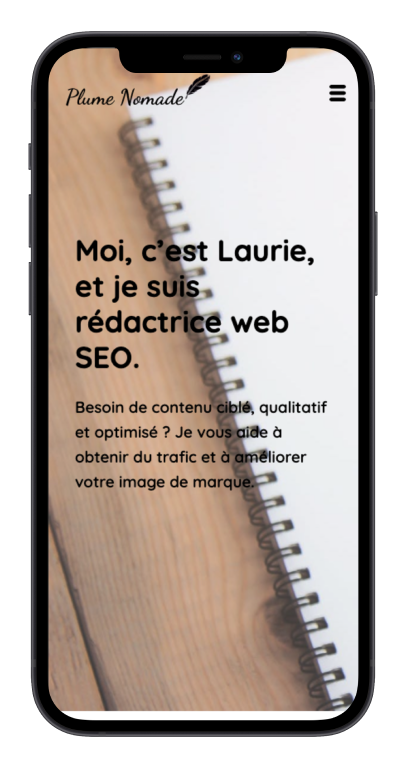 Plume Nomade
Moi, c’est Laurie,
et je suis
rédactrice web
SEO.
Besoin de contenu ciblé, qualitatif
et optimisé ? Je vous aide à
obtenir du trafic et à améliorer
votre image de marque.